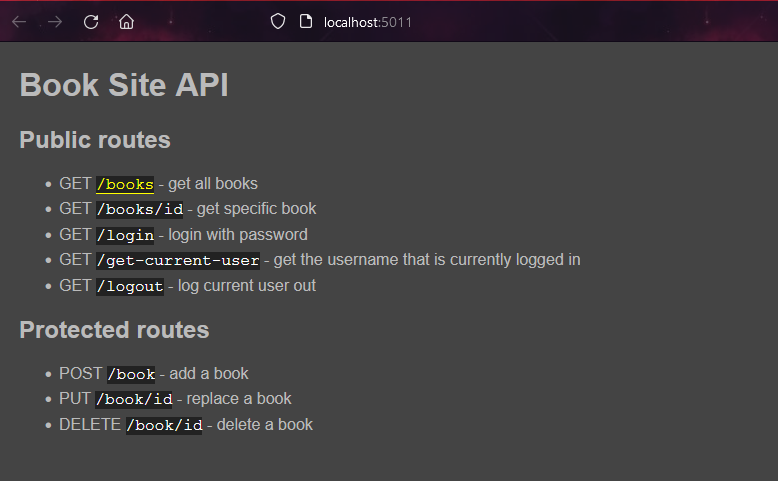 localhost:5011
Book Site API
Public routes
GET /books - get all books
GET /books/id - get specific book
GET /login - login with password
GET /get-current-user - get the username that is currently logged in
GET /logout - log current user out
Protected routes
POST /book - add a book
PUT /book/id - replace a book
DELETE /book/id - delete a book